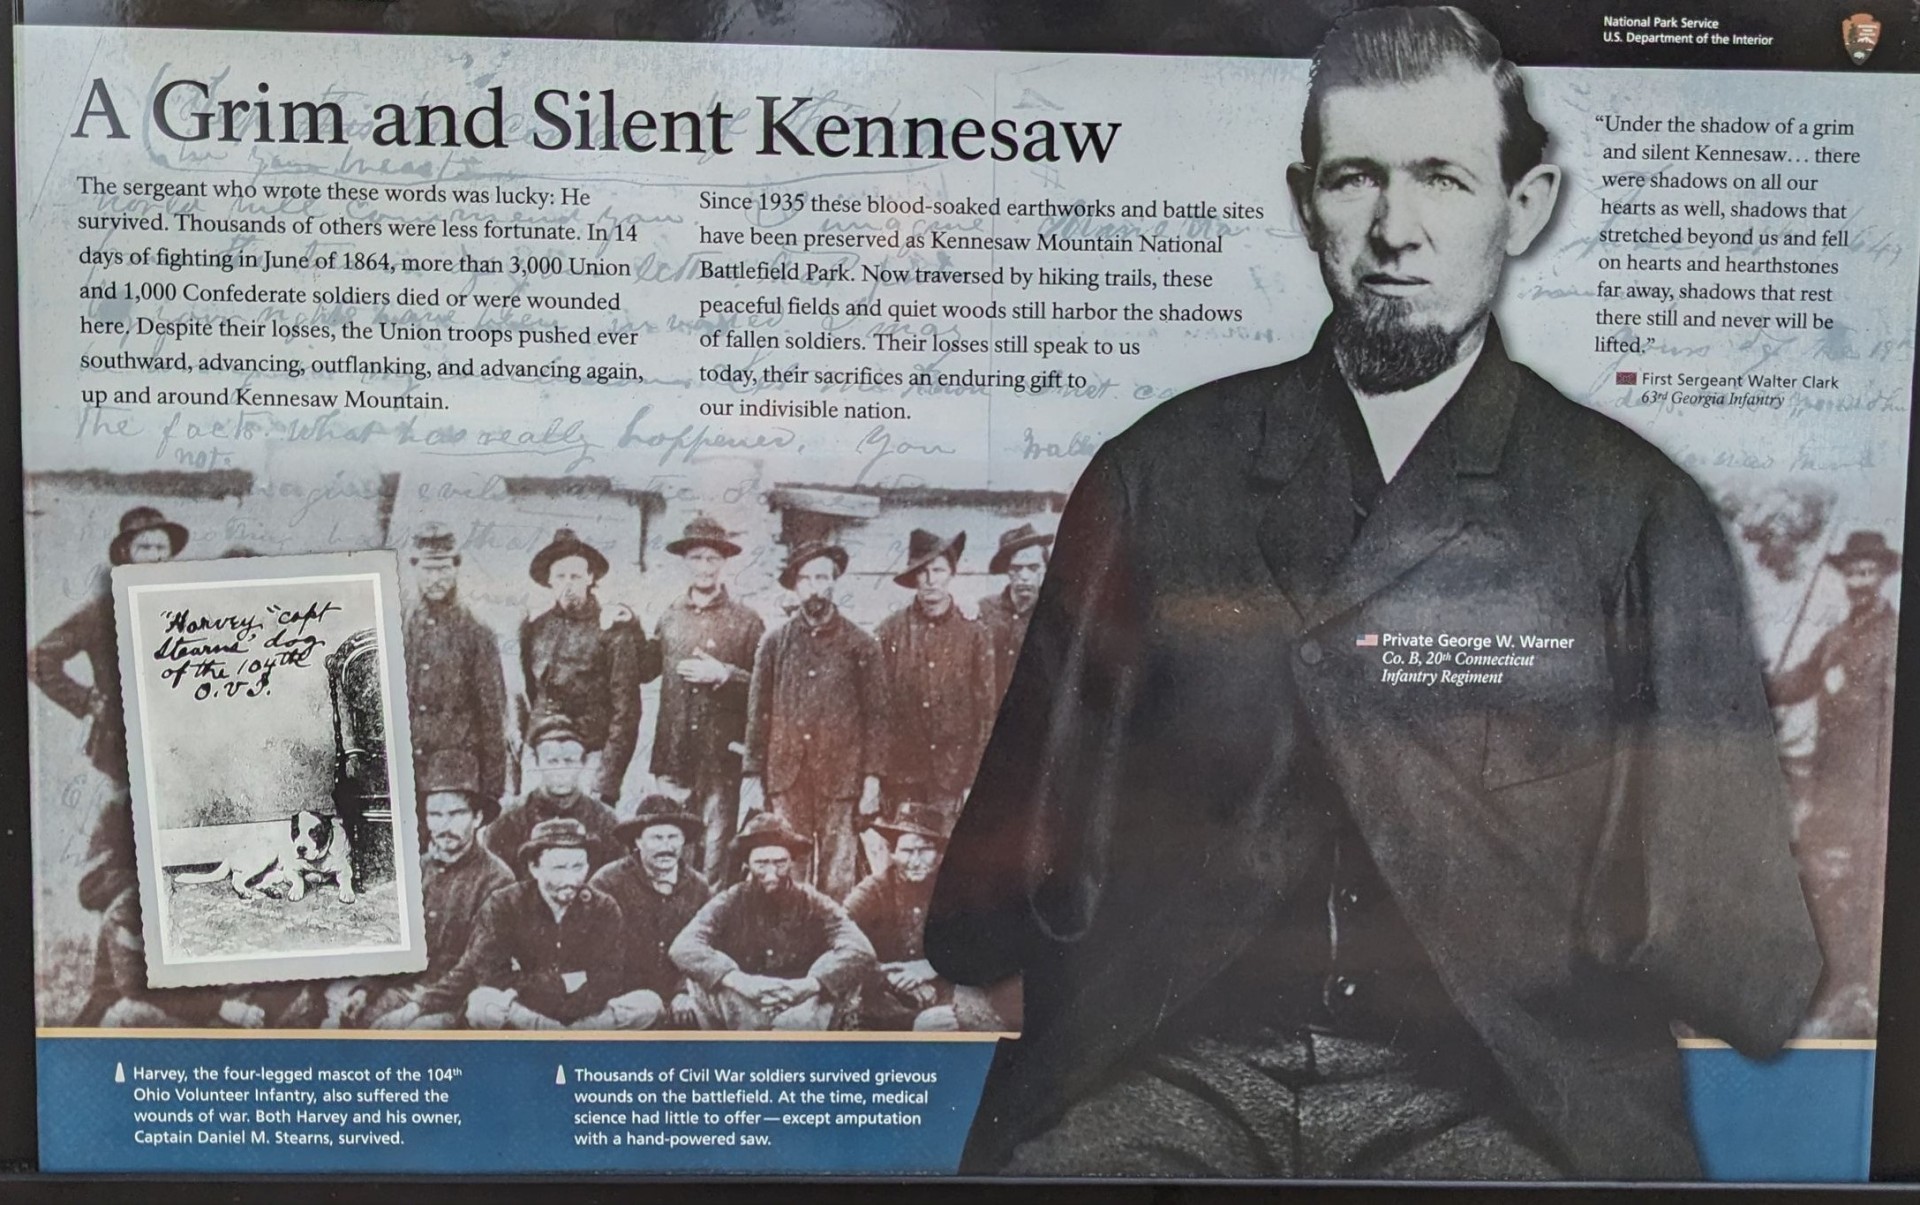 National Park Service
U.S. Department of the Interior
A Grim and Silent Kennesaw
The sergeant who wrote these words was lucky: He
survived. Thousands of others were less fortunate. In 14
days of fighting in June of 1864, more than 3,000 Union
and 1,000 Confederate soldiers died or were wounded
here. Despite their losses, the Union troops pushed ever
southward, advancing, outflanking, and advancing again,
up and around Kennesaw Mountain.
Since 1935 these blood-soaked earthworks and battle sites
have been preserved as Kennesaw Mountain National
Battlefield Park. Now traversed by hiking trails, these
peaceful fields and quiet woods still harbor the shadows
of fallen soldiers. Their losses still speak to us
today, their sacrifices an enduring gift to
our indivisible nation.
“Under the shadow of a grim
and silent Kennesaw… there
were shadows on all our
hearts as well, shadows that
stretched beyond us and fell
on hearts and hearthstones
far away, shadows that rest
there still and never will be
lifted.”
First Sergeant Walter Clark
63rd Georgia Infantry
The facts. What has really happened. You
not
"Harvey," capt
Stearns' dog
of the 104th
O.V.I.
Private George W. Warner
Co. B, 20th Connecticut
Infantry Regiment
Harvey, the four-legged mascot of the 104th
Ohio Volunteer Infantry, also suffered the
wounds of war. Both Harvey and his owner,
Captain Daniel M. Stearns, survived.
Thousands of Civil War soldiers survived grievous
wounds on the battlefield. At the time, medical
science had little to offer—except amputation
with a hand-powered saw.